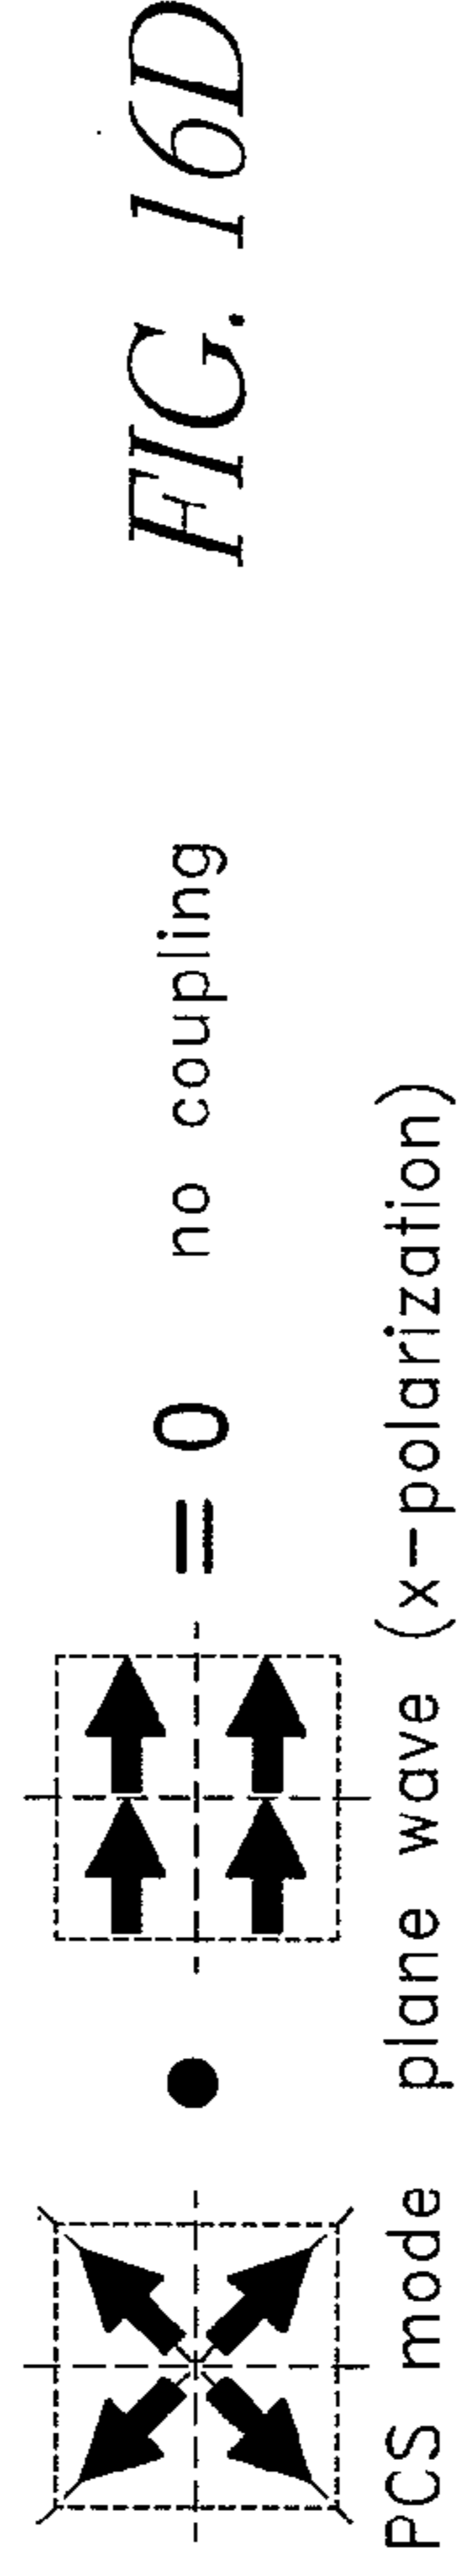 = 0 no coupling
PCS mode plane wave (x-polarization)
FIG. 16D